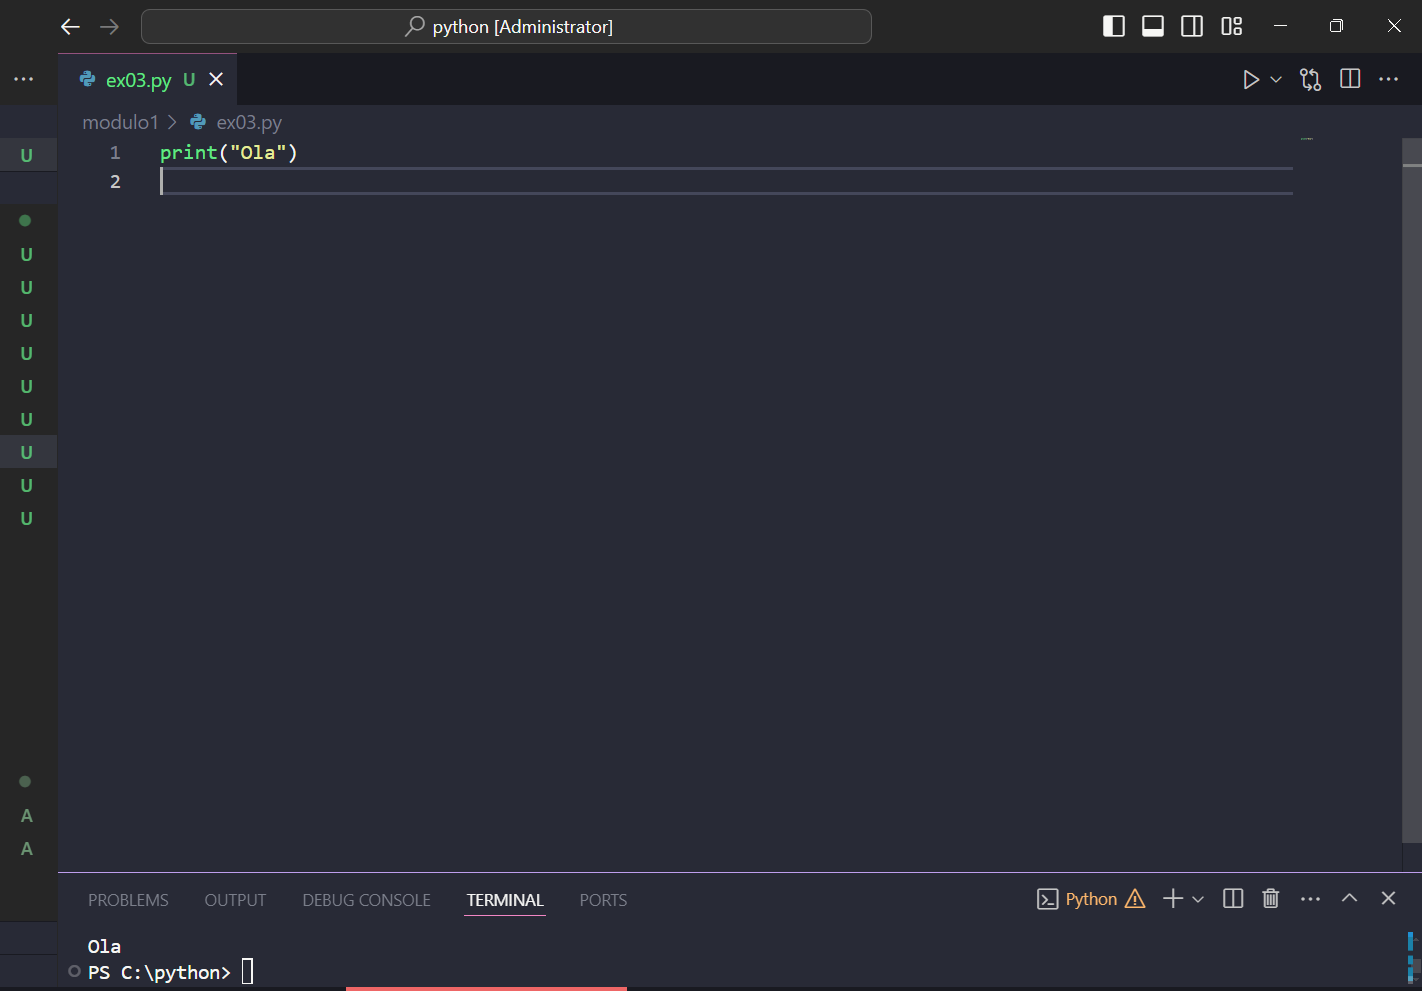 python [Administrator]
ex03.py U
modulo1 > ex03.py
U
1 print("Ola")
2
U
U
U
U
U
U
U
U
U
A
A
PROBLEMS OUTPUT DEBUG CONSOLE TERMINAL PORTS Python
Ola
PS C:\python>